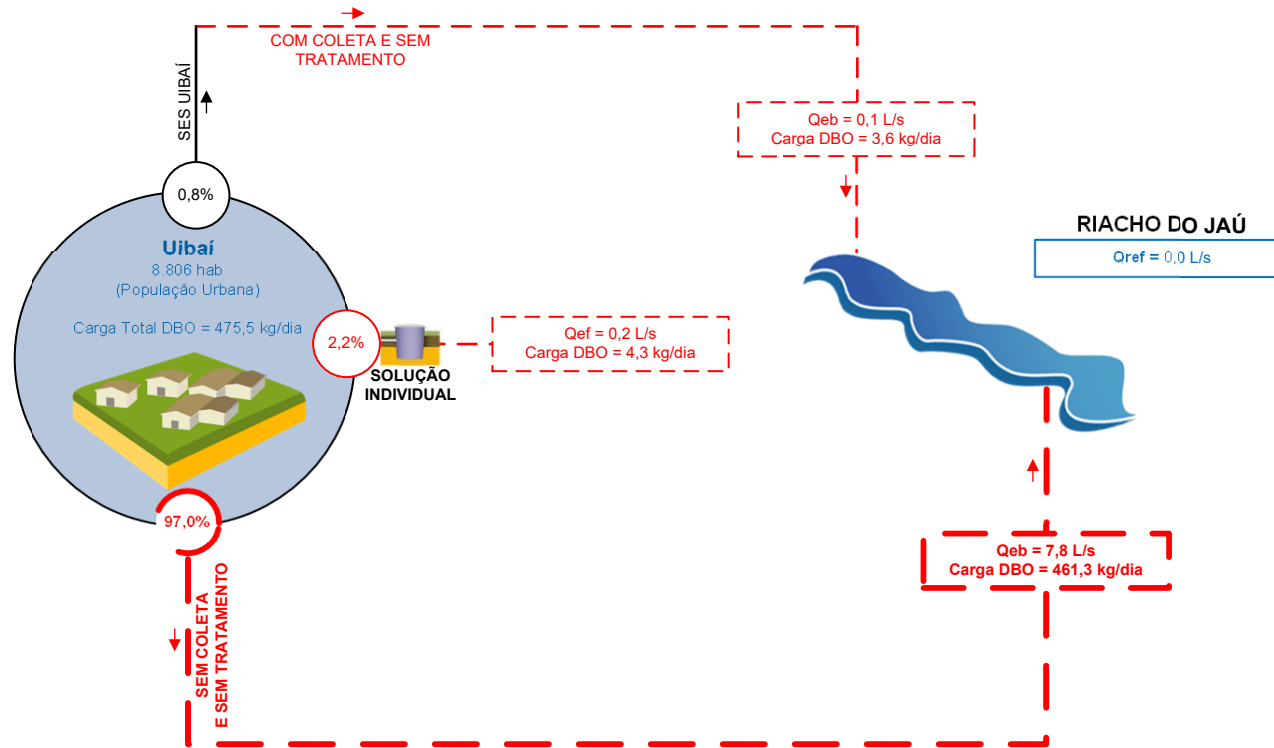 COM COLETA E SEM
TRATAMENTO
SES UIBAÍ
Qeb = 0,1 L/s
Carga DBO = 3,6 kg/dia
0,8%
Uibaí
8.806 hab
(População Urbana)
Carga Total DBO = 475,5 kg/dia
2,2%
SOLUÇÃO
INDIVIDUAL
Qef = 0,2 L/s
Carga DBO = 4,3 kg/dia
RIACHO DO JAÚ
Qref = 0,0 L/s
97,0%
SEM COLETA
E SEM TRATAMENTO
Qeb = 7,8 L/s
Carga DBO = 461,3 kg/dia